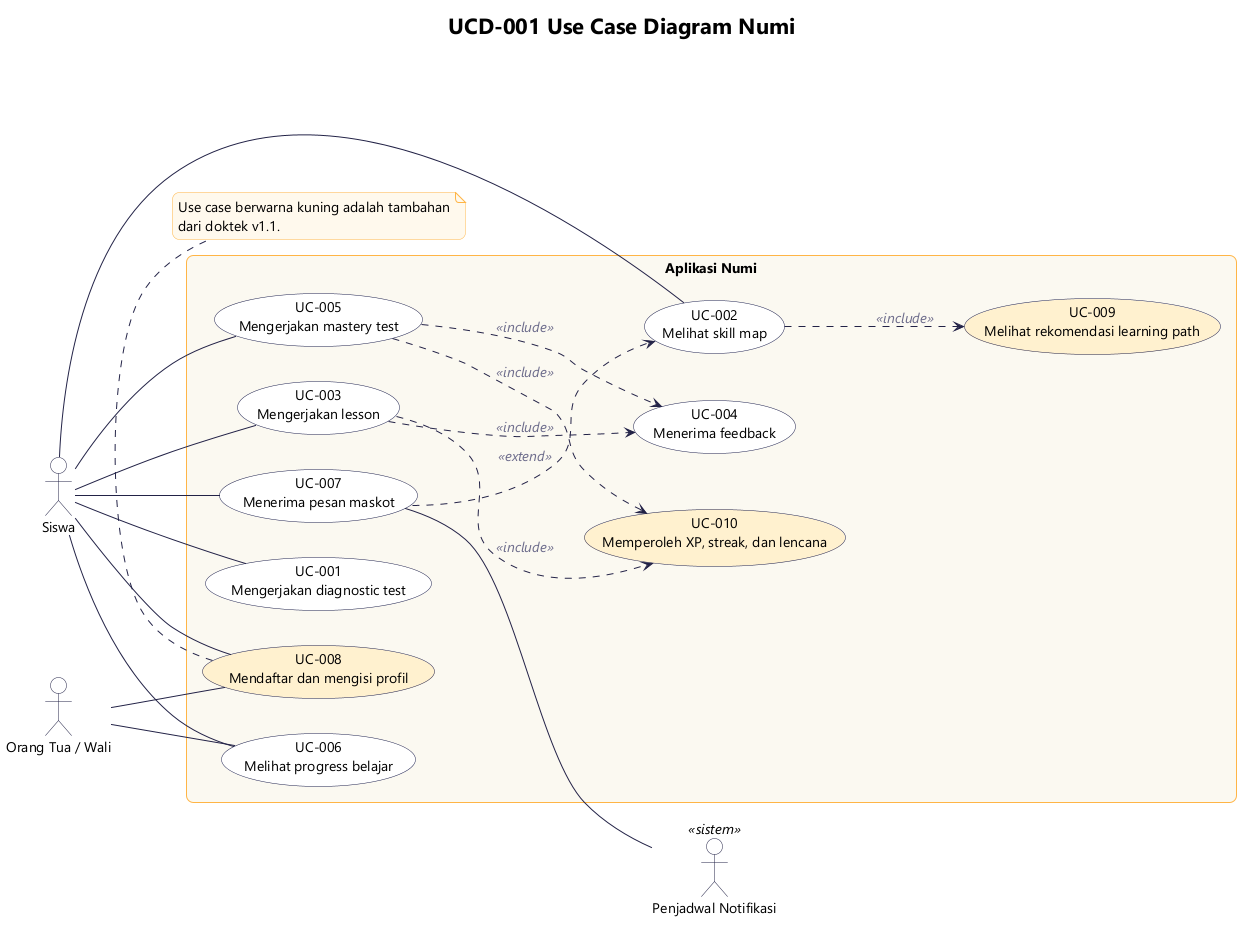 UCD-001 Use Case Diagram Numi
Use case berwarna kuning adalah tambahan
dari doktek v1.1.
Aplikasi Numi
UC-005
Mengerjakan mastery test
«include»
«include»
UC-002
Melihat skill map
«include»
UC-009
Melihat rekomendasi learning path
UC-003
Mengerjakan lesson
«include»
UC-004
Menerima feedback
«extend»
UC-007
Menerima pesan maskot
Siswa
UC-010
Memperoleh XP, streak, dan lencana
«include»
UC-001
Mengerjakan diagnostic test
UC-008
Mendaftar dan mengisi profil
Orang Tua / Wali
UC-006
Melihat progress belajar
«sistem»
Penjadwal Notifikasi